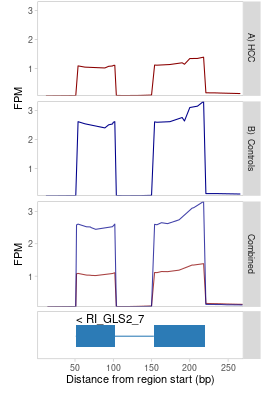 3
2
1
A) HCC
FPM
3
2
1
B) Controls
3
2
1
Combined
FPM
< RI_GLS2_7
50
100
150
200
250
Distance from region start (bp)